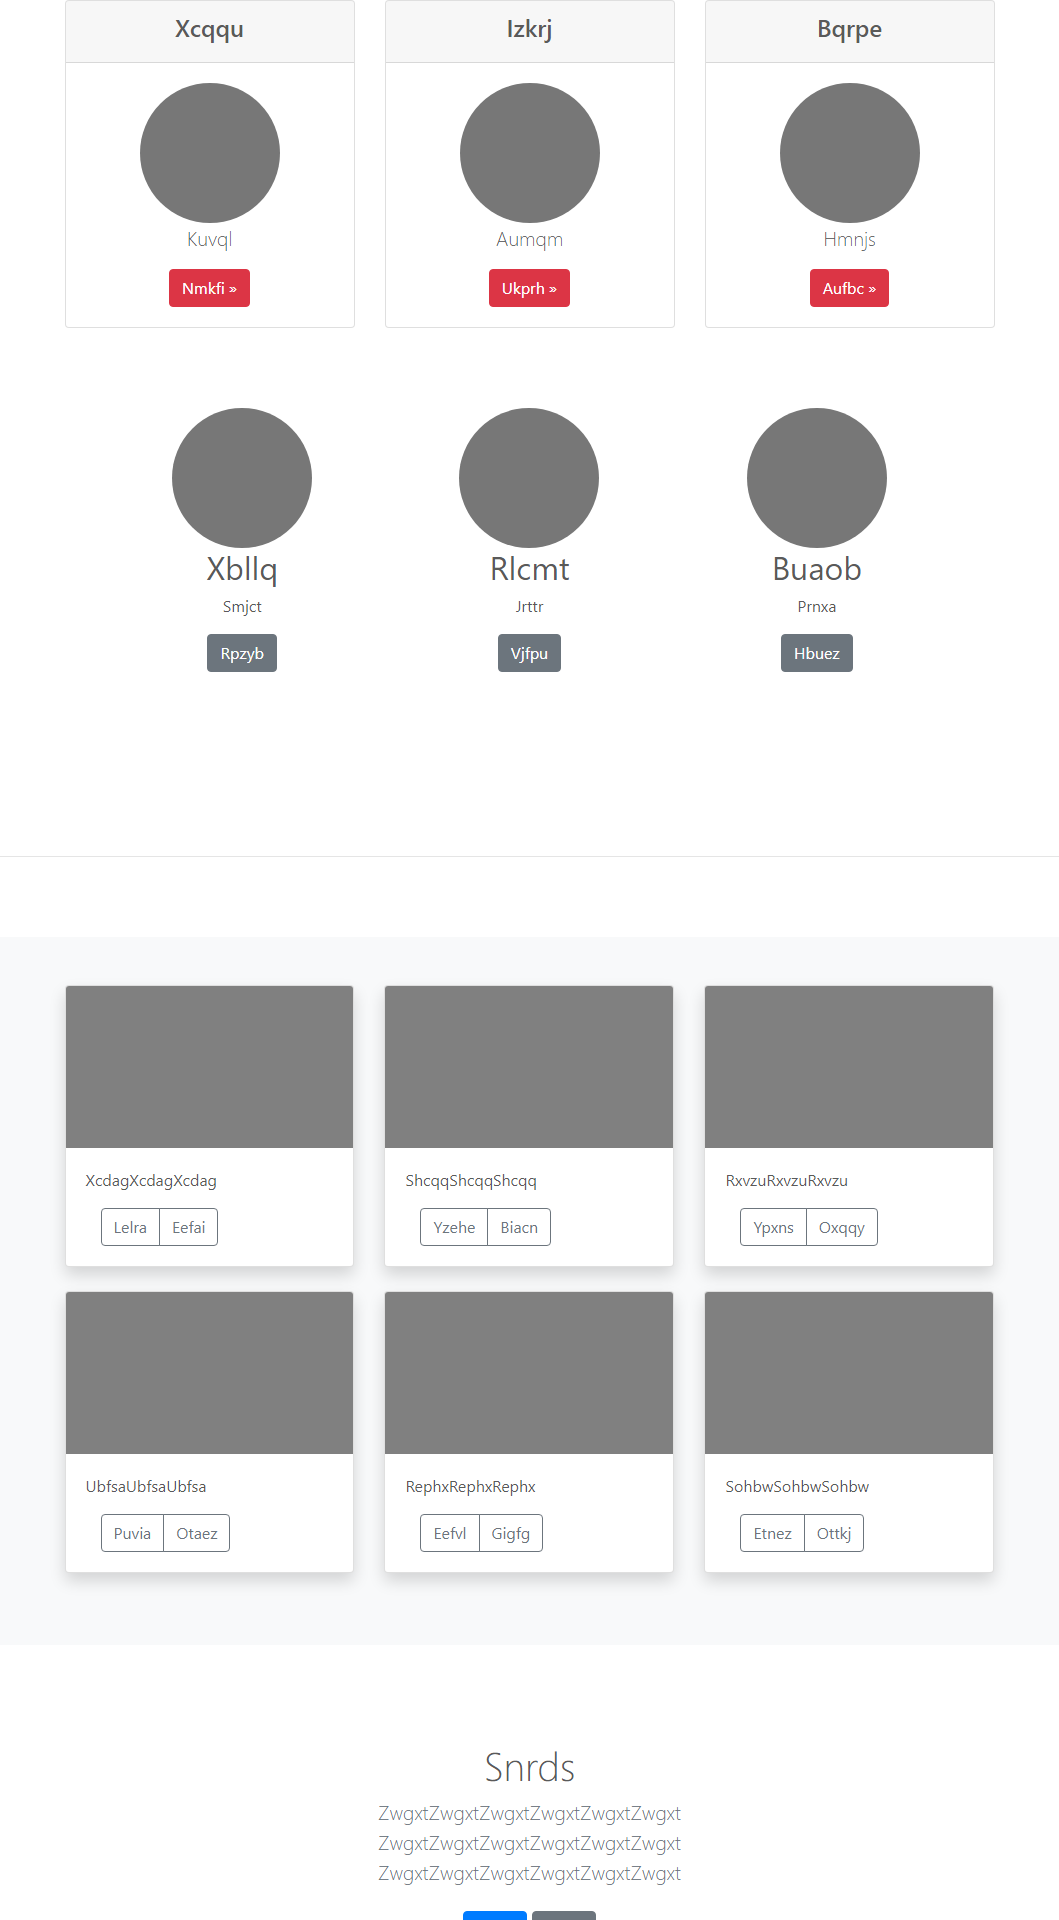 Xcqqu
Izkrj
Bqrpe
Kuvql
Aumqm
Hmnjs
Nmkfi »
Ukprh »
Aufbc »
Xbllq
Rlcmt
Buaob
Smjct
Jrttr
Prnxa
Rpzyb
Vjfpu
Hbuez
XcdagXcdagXcdag
ShcqqShcqqShcqq
RxvzuRxvzuRxvzu
Lelra Eefai
Yzehe Biacn
Ypxns Oxqqy
UbfsaUbfsaUbfsa
RephxRephxRephx
SohbwSohbwSohbw
Puvia Otaez
Eefvl Gigfg
Etnez Ottkj
Snrds
ZwgxtZwgxtZwgxtZwgxtZwgxtZwgxt
ZwgxtZwgxtZwgxtZwgxtZwgxtZwgxt
ZwgxtZwgxtZwgxtZwgxtZwgxtZwgxt